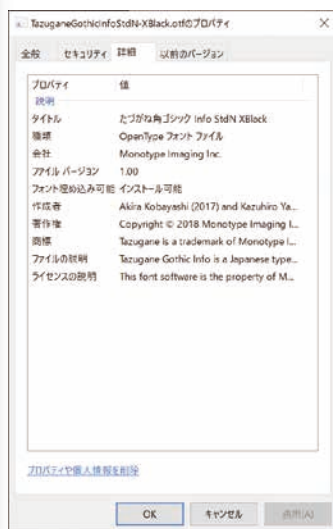 TazuganeGothicInfoStdN-XBlack.otfのプロパティ
全般 セキュリティ 詳細 以前のバージョン
プロパティ 値
説明
タイトル たづがね角ゴシック Info StdN XBlack
種類 OpenType フォント ファイル
会社 Monotype Imaging Inc.
ファイル バージョン 1.00
フォント埋め込み可能 インストール可能
作成者 Akira Kobayashi (2017) and Kazuhiro Ya...
著作権 Copyright © 2018 Monotype Imaging I...
商標 Tazugane is a trademark of Monotype I...
ファイルの説明 Tazugane Gothic Info is a Japanese type...
ライセンスの説明 This font software is the property of M...
プロパティや個人情報を削除
OK キャンセル 適用(A)